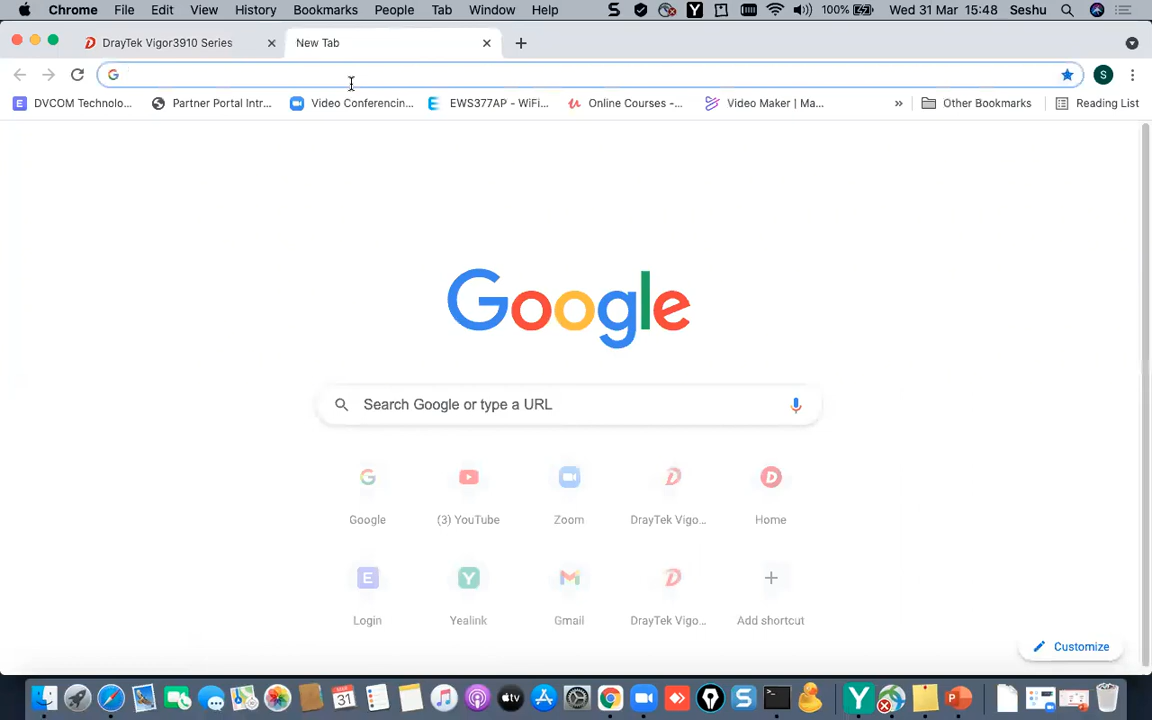 Chrome File Edit View History Bookmarks People Tab Window Help 100% Wed 31 Mar 15:48 Seshu
DrayTek Vigor3910 Series New Tab
S
DVCOM Technolo... Partner Portal Intr... Video Conferencin... EWS377AP - WiFi... Online Courses -... Video Maker | Ma... » Other Bookmarks Reading List
Google
Search Google or type a URL
Google (3) YouTube Zoom DrayTek Vigo... Home
Login Yealink Gmail DrayTek Vigo... Add shortcut
Customize